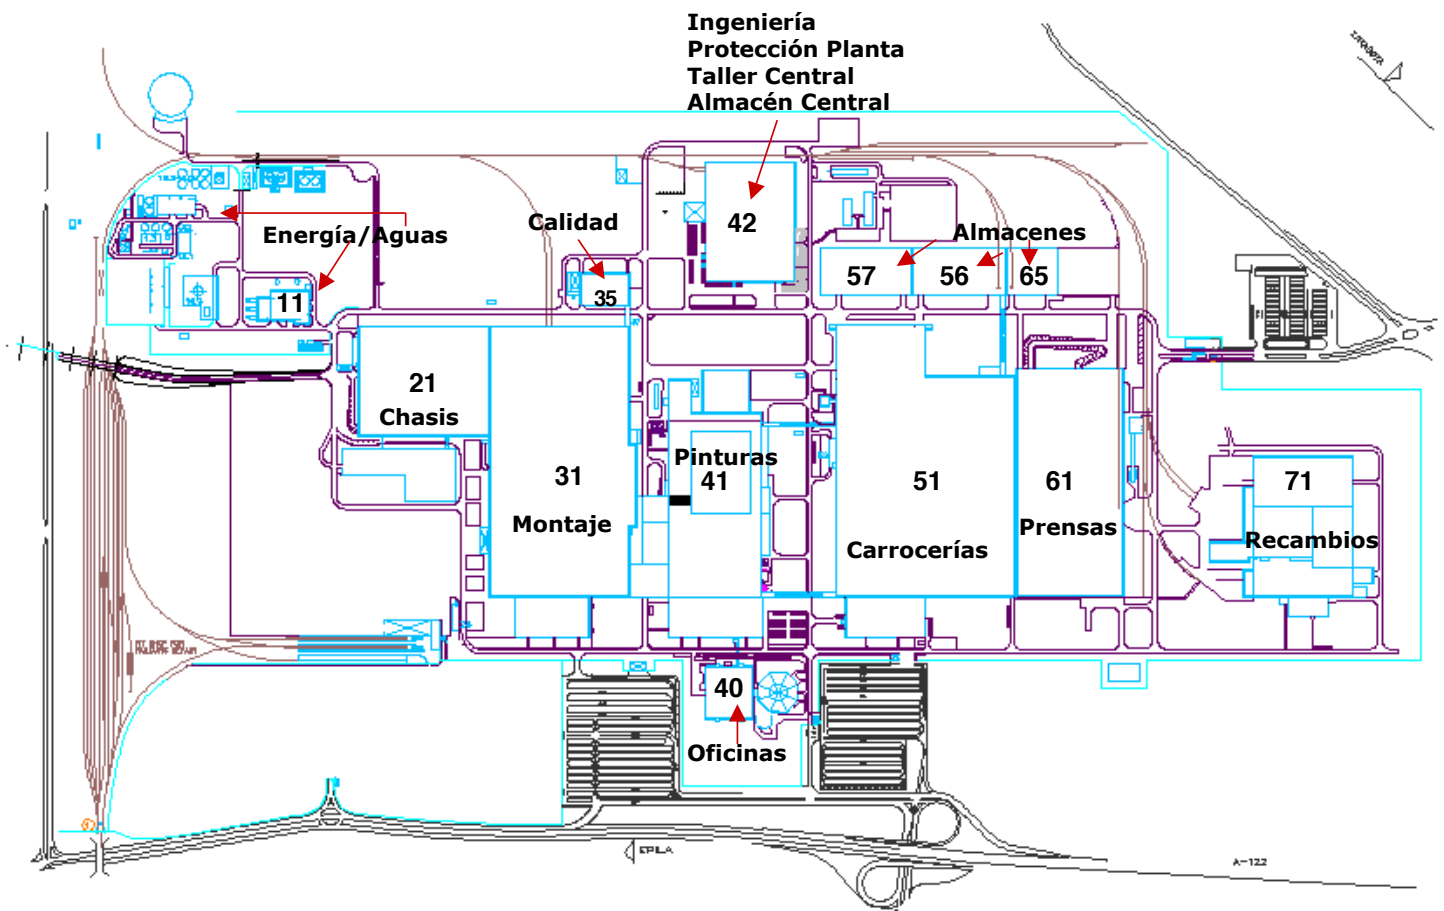 Ingeniería
Protección Planta
Taller Central
Almacén Central
42
Calidad
35
Energía/Aguas
11
Almacenes
57
56
65
21
Chasis
31
Montaje
Pinturas
41
51
Carrocerías
61
Prensas
71
Recambios
40
Oficinas
EPILA
A-122